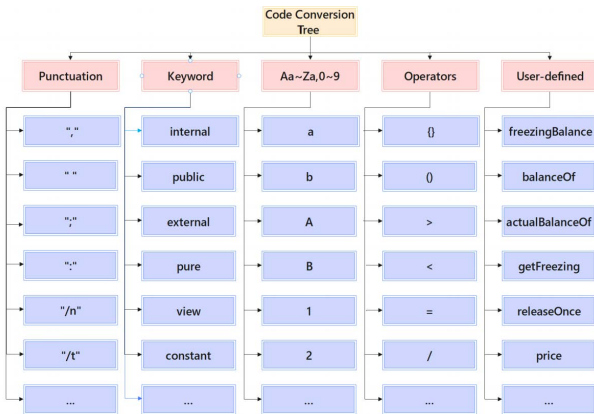 Code Conversion
Tree
Punctuation
Keyword
Aa~Za,0~9
Operators
User-defined
","
internal
a
{}
freezingBalance
" "
public
b
()
balanceOf
";"
external
A
>
actualBalanceOf
":"
pure
B
<
getFreezing
"/n"
view
1
=
releaseOnce
"/t"
constant
2
/
price
...
...
...
...
...